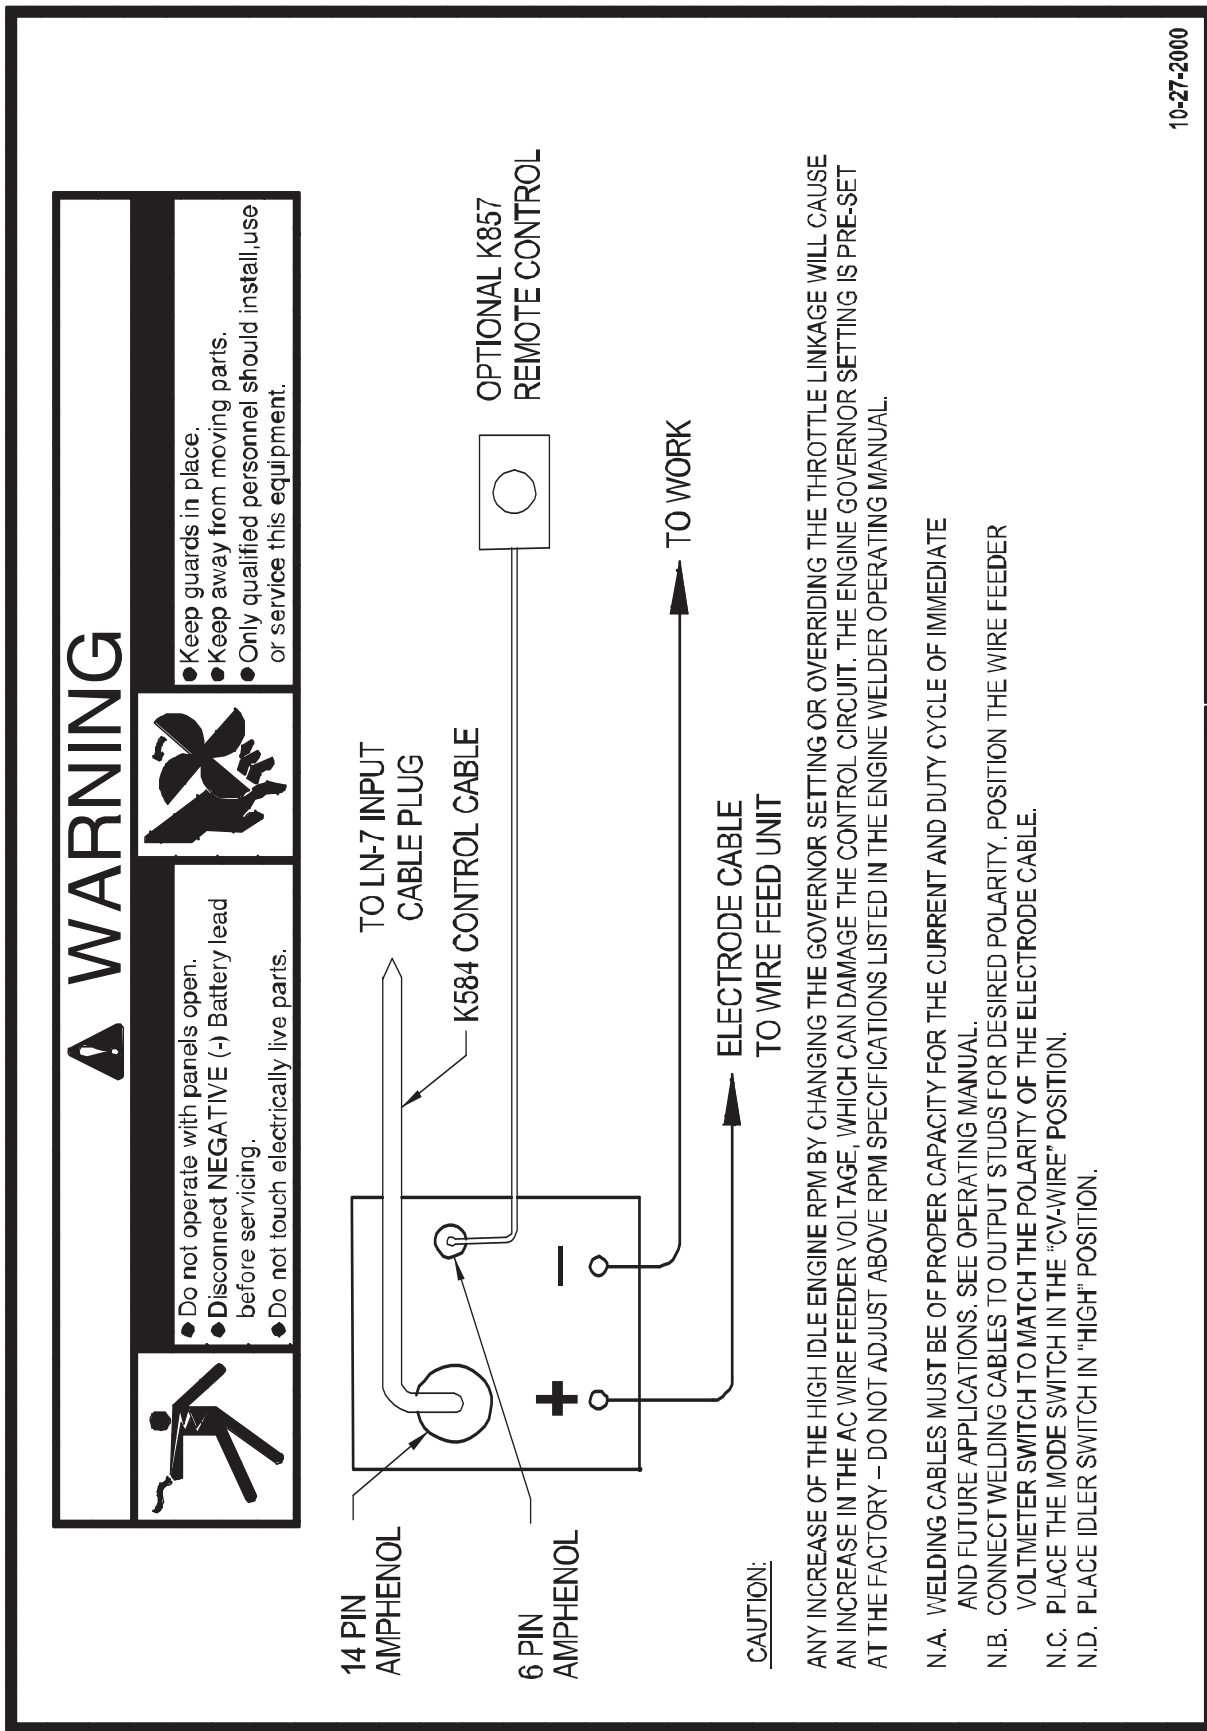 WARNING
● Do not operate with panels open.
● Disconnect NEGATIVE (-) Battery lead
before servicing.
● Do not touch electrically live parts.
● Keep guards in place.
● Keep away from moving parts.
● Only qualified personnel should install,use
or service this equipment.
14 PIN
AMPHENOL
6 PIN
AMPHENOL
TO LN-7 INPUT
CABLE PLUG
K584 CONTROL CABLE
OPTIONAL K857
REMOTE CONTROL
+
−
TO WORK
ELECTRODE CABLE
TO WIRE FEED UNIT
CAUTION:
ANY INCREASE OF THE HIGH IDLE ENGINE RPM BY CHANGING THE GOVERNOR SETTING OR OVERRIDING THE THROTTLE LINKAGE WILL CAUSE
AN INCREASE IN THE AC WIRE FEEDER VOLTAGE, WHICH CAN DAMAGE THE CONTROL CIRCUIT. THE ENGINE GOVERNOR SETTING IS PRE-SET
AT THE FACTORY – DO NOT ADJUST ABOVE RPM SPECIFICATIONS LISTED IN THE ENGINE WELDER OPERATING MANUAL.
N.A. WELDING CABLES MUST BE OF PROPER CAPACITY FOR THE CURRENT AND DUTY CYCLE OF IMMEDIATE
AND FUTURE APPLICATIONS. SEE OPERATING MANUAL.
N.B. CONNECT WELDING CABLES TO OUTPUT STUDS FOR DESIRED POLARITY. POSITION THE WIRE FEEDER
VOLTMETER SWITCH TO MATCH THE POLARITY OF THE ELECTRODE CABLE.
N.C. PLACE THE MODE SWITCH IN THE "CV-WIRE" POSITION.
N.D. PLACE IDLER SWITCH IN "HIGH" POSITION.
10-27-2000